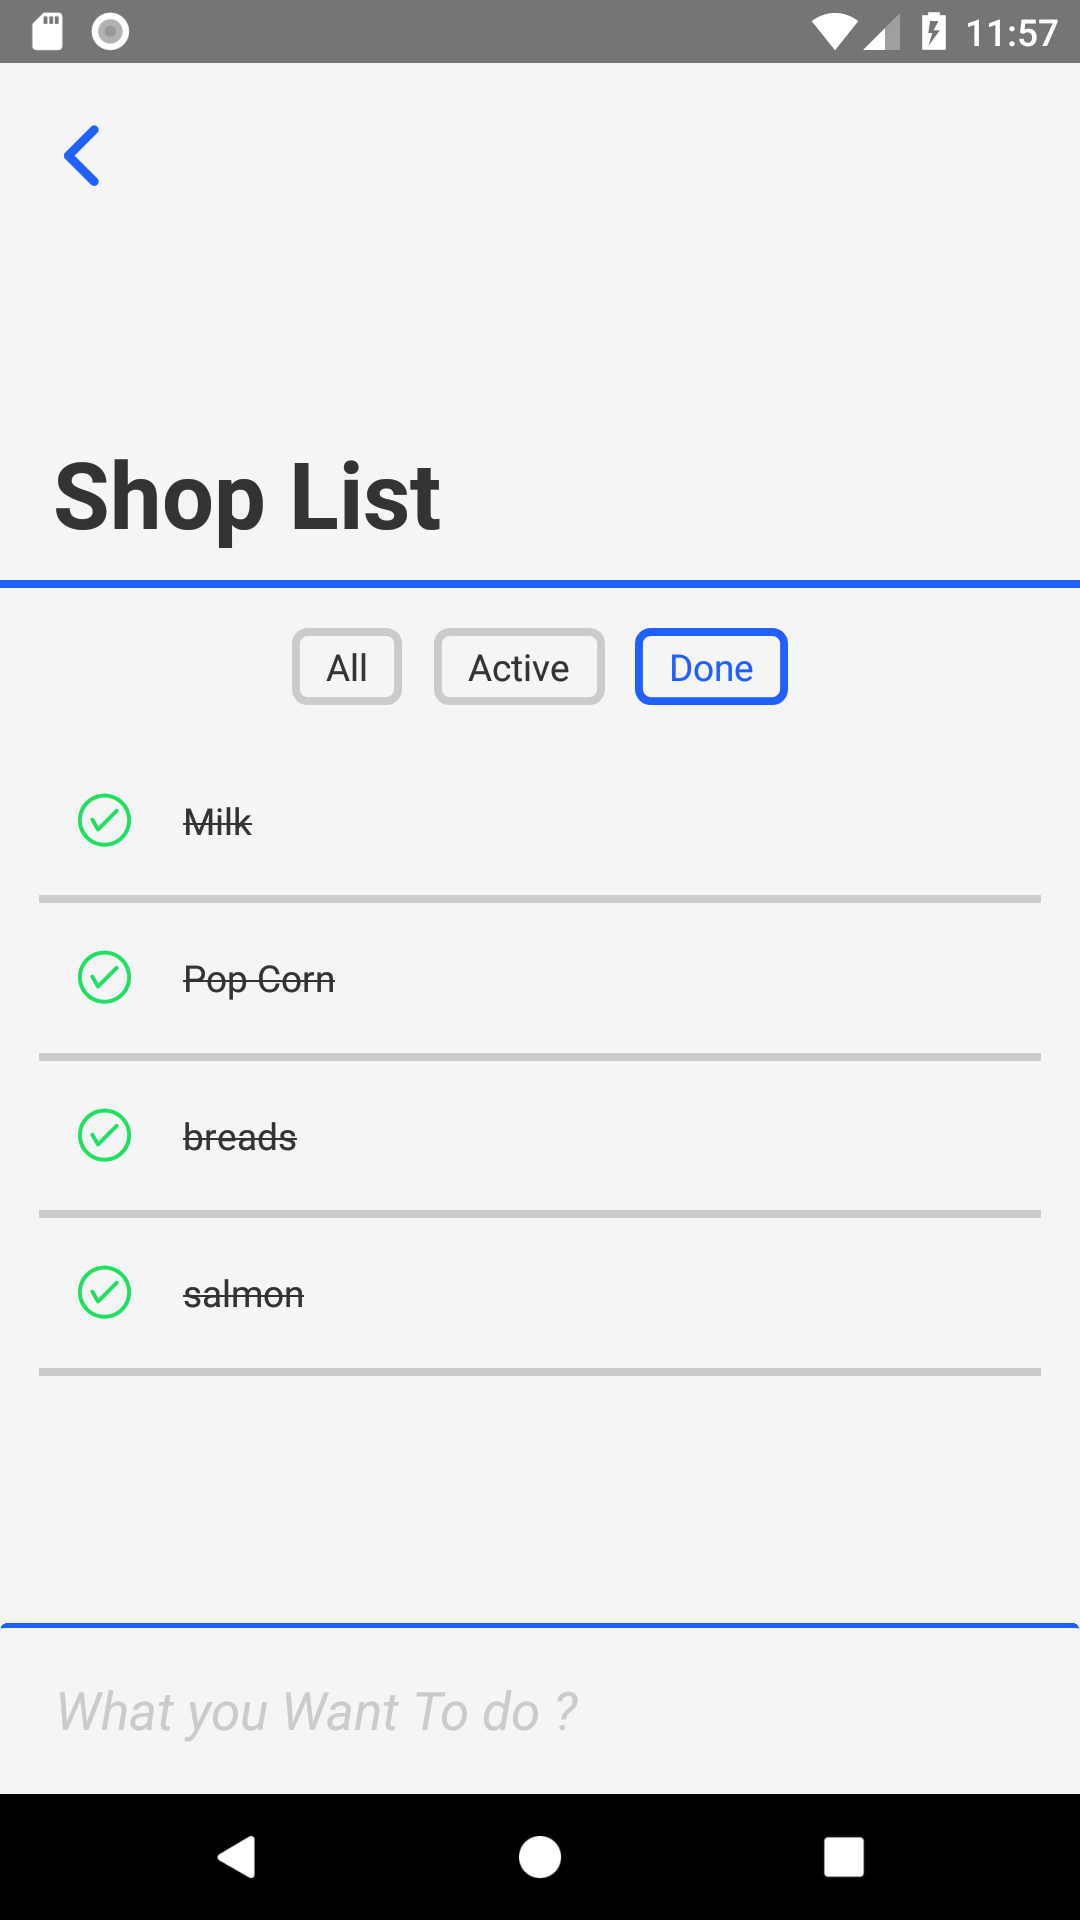 11:57
Shop List
All Active Done
Milk
Pop Corn
breads
salmon
What you Want To do ?